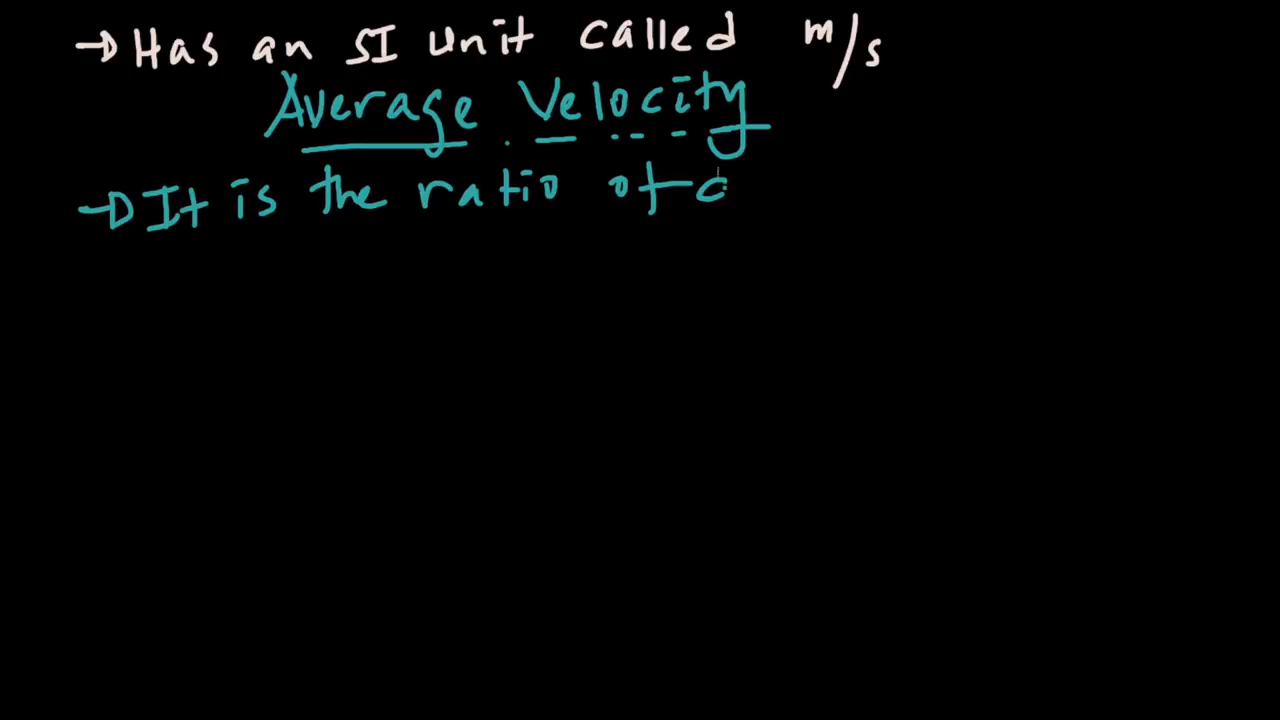 → Has an SI unit called m/s
Average Velocity
→ It is the ratio of